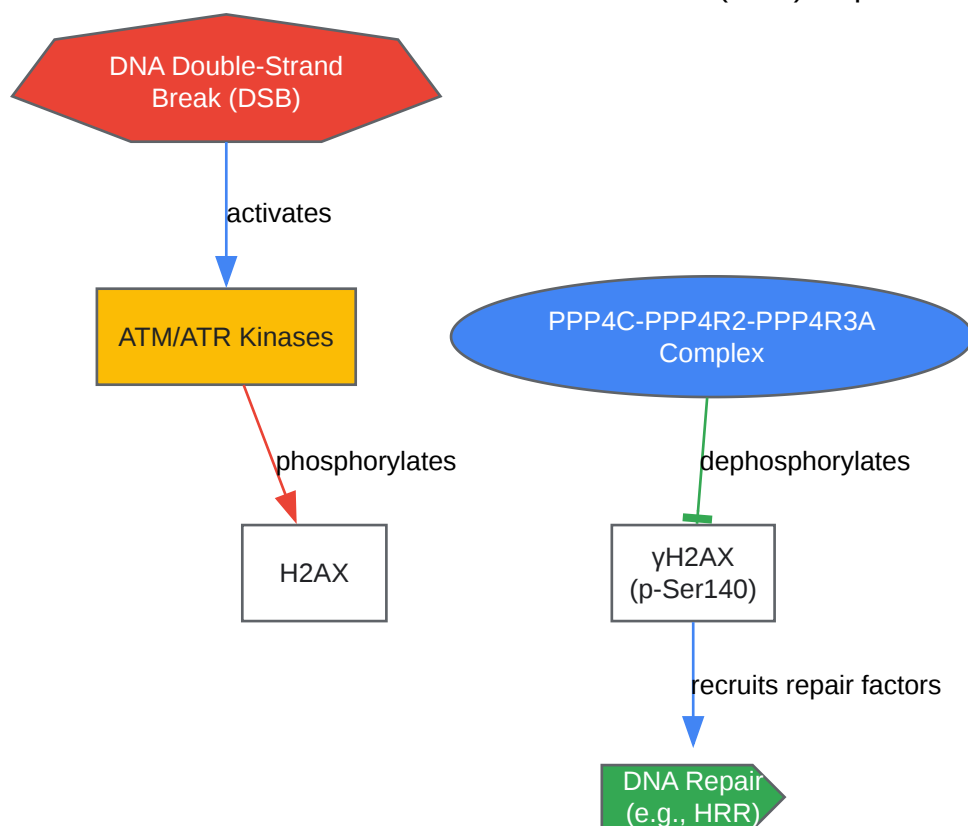 DNA Double-Strand
Break (DSB)
activates
ATM/ATR Kinases
PPP4C-PPP4R2-PPP4R3A
Complex
phosphorylates
dephosphorylates
H2AX
γH2AX
(p-Ser140)
recruits repair factors
DNA Repair
(e.g., HRR)